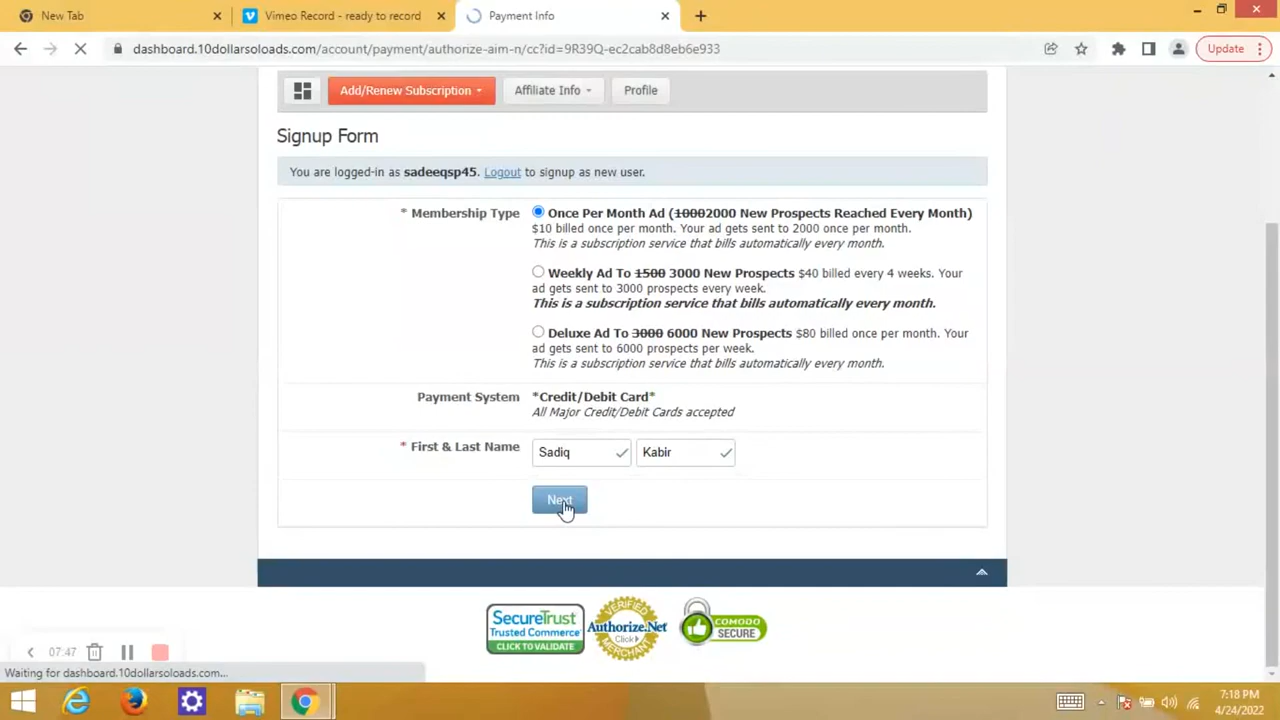 New Tab
Vimeo Record - ready to record
Payment Info
dashboard.10dollarsoloads.com/account/payment/authorize-aim-n/cc?id=9R39Q-ec2cab8d8eb6e933
Update
Add/Renew Subscription
Affiliate Info
Profile
Signup Form
You are logged-in as sadeeqsp45. Logout to signup as new user.
* Membership Type
Once Per Month Ad (10002000 New Prospects Reached Every Month)
$10 billed once per month. Your ad gets sent to 2000 once per month.
This is a subscription service that bills automatically every month.
Weekly Ad To 1500 3000 New Prospects $40 billed every 4 weeks. Your
ad gets sent to 3000 prospects every week.
This is a subscription service that bills automatically every month.
Deluxe Ad To 3000 6000 New Prospects $80 billed once per month. Your
ad gets sent to 6000 prospects per week.
This is a subscription service that bills automatically every month.
Payment System
*Credit/Debit Card*
All Major Credit/Debit Cards accepted
* First & Last Name
Sadiq
Kabir
Next
SecureTrust
Trusted Commerce
CLICK TO VALIDATE
VERIFIED
Authorize.Net
Click
MERCHANT
COMODO
SECURE
07:47
Waiting for dashboard.10dollarsoloads.com...
7:18 PM
4/24/2022